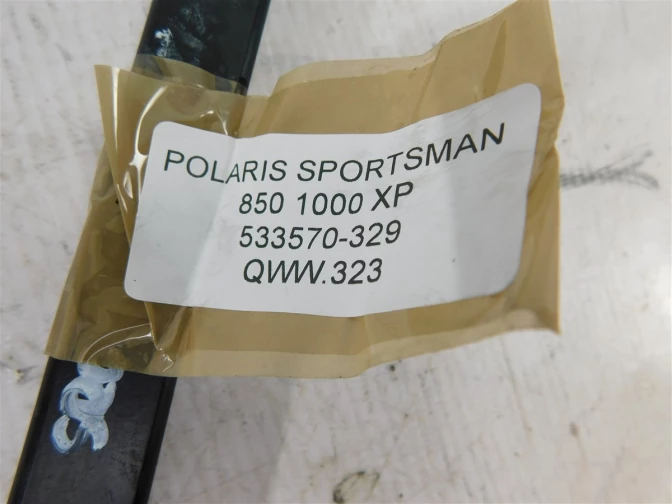 POLARIS SPORTSMAN
850 1000 XP
533570-329
QWW.323